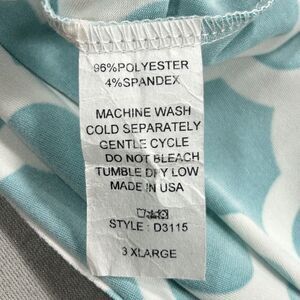 96%POLYESTER
4%SPANDEX
MACHINE WASH
COLD SEPARATELY
GENTLE CYCLE
DO NOT BLEACH
TUMBLE DRY LOW
MADE IN USA
STYLE : D3115
3 XLARGE